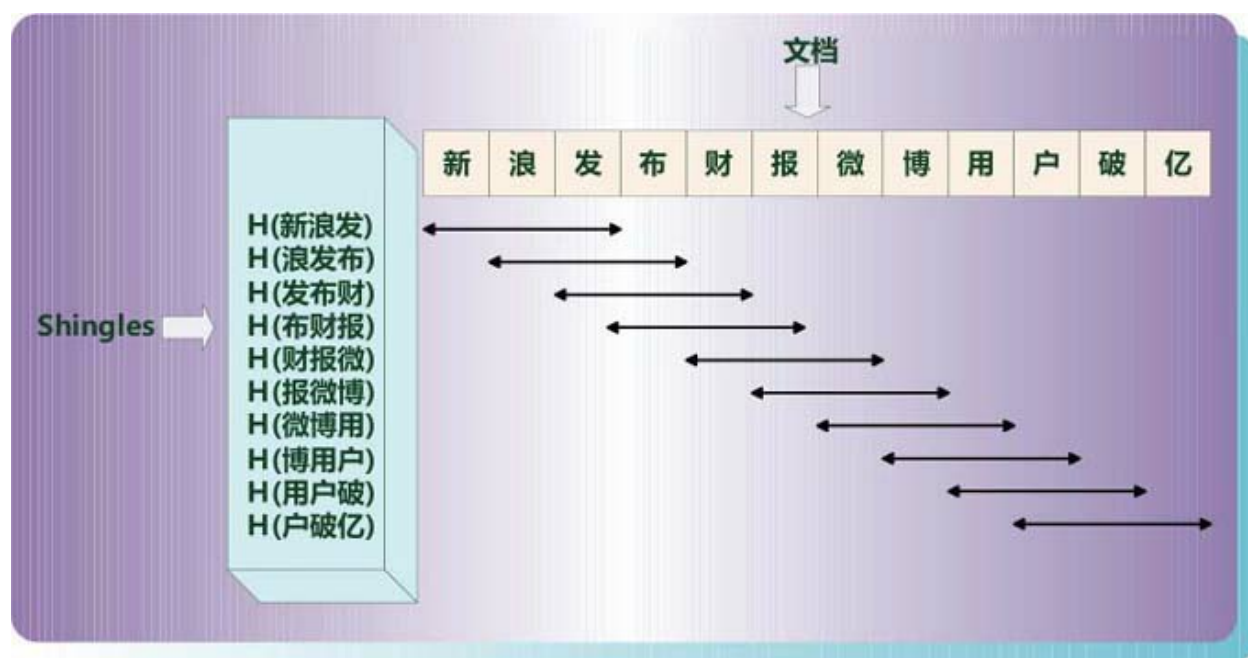 文档
新 浪 发 布 财 报 微 博 用 户 破 亿
H(新浪发)
H(浪发布)
H(发布财)
Shingles
H(布财报)
H(财报微)
H(报微博)
H(微博用)
H(博用户)
H(用户破)
H(户破亿)